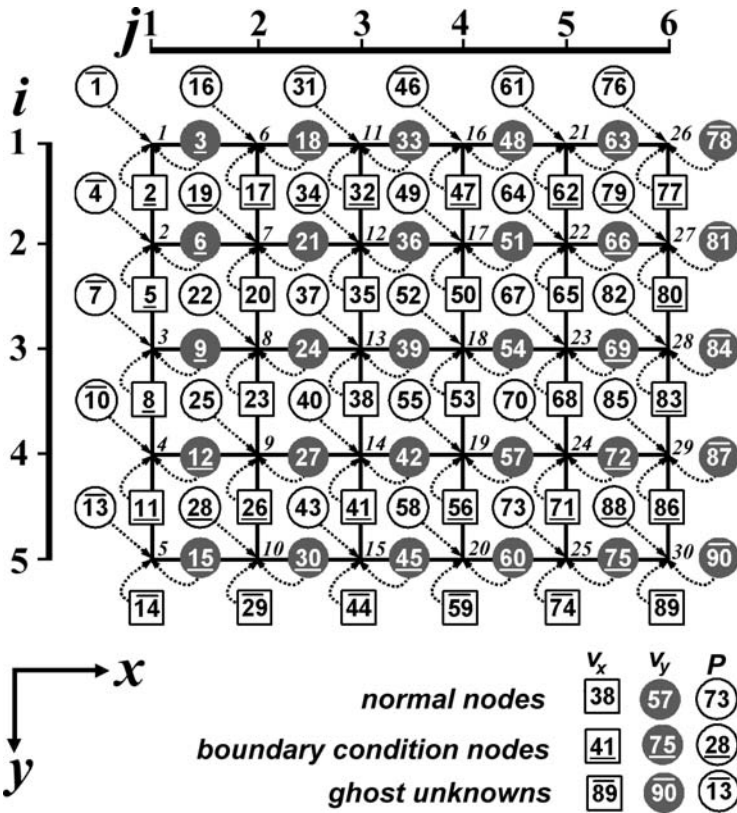 j
1 2 3 4 5 6
i
1 16 31 46 61 76
1 1 3 6 18 11 33 16 48 21 63 26 78
4 2 19 17 34 32 49 47 64 62 79 77
2 2 6 7 21 12 36 17 51 22 66 27 81
7 5 22 20 37 35 52 50 67 65 82 80
3 3 9 8 24 13 39 18 54 23 69 28 84
10 8 25 23 40 38 55 53 70 68 85 83
4 4 12 9 27 14 42 19 57 24 72 29 87
13 11 28 26 43 41 58 56 73 71 88 86
5 5 15 10 30 15 45 20 60 25 75 30 90
14 29 44 59 74 89
x
y
vx vy P
normal nodes 38 57 73
boundary condition nodes 41 75 28
ghost unknowns 89 90 13